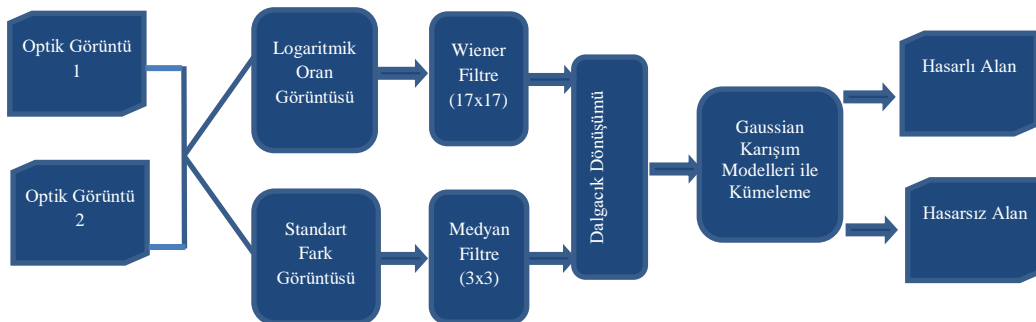 Optik Görüntü
1
Optik Görüntü
2
Logaritmik
Oran
Görüntüsü
Standart
Fark
Görüntüsü
Wiener
Filtre
(17x17)
Medyan
Filtre
(3x3)
Dalgacık Dönüşümü
Gaussian
Karışım
Modelleri ile
Kümeleme
Hasarlı Alan
Hasarsız Alan